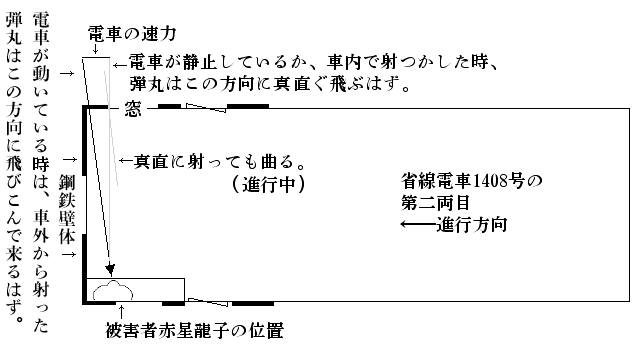 電車が動いている時は、車外から射った
弾丸はこの方向に飛びこんで来るはず。
電車の速力
↓
←電車が静止しているか、車内で射つかした時、
弾丸はこの方向に真直ぐ飛ぶはず。
→
窓
→
鋼鉄壁体
→
←真直に射っても曲る。
(進行中)
省線電車1408号の
第二両目
←進行方向
↑
被害者赤星龍子の位置